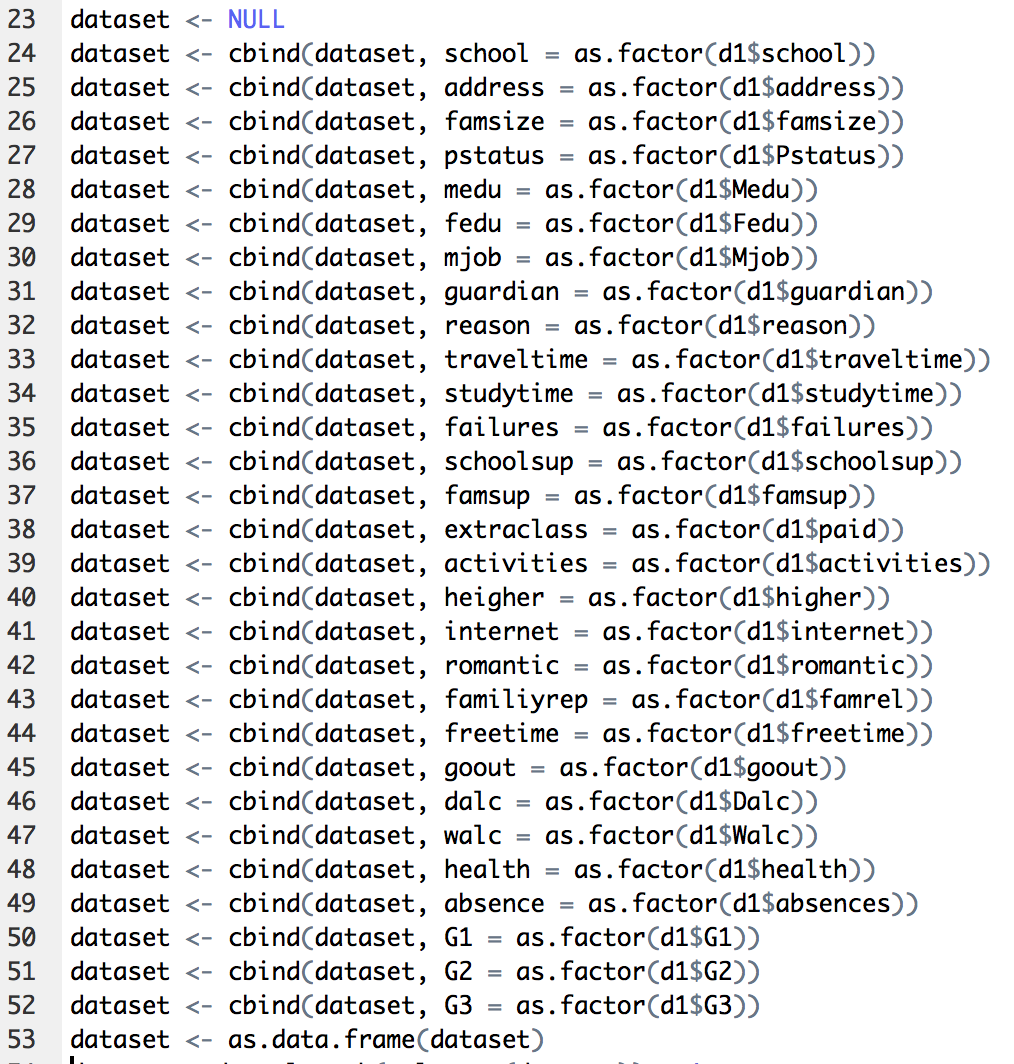 23 dataset <- NULL
24 dataset <- cbind(dataset, school = as.factor(d1$school))
25 dataset <- cbind(dataset, address = as.factor(d1$address))
26 dataset <- cbind(dataset, famsize = as.factor(d1$famsize))
27 dataset <- cbind(dataset, pstatus = as.factor(d1$Pstatus))
28 dataset <- cbind(dataset, medu = as.factor(d1$Medu))
29 dataset <- cbind(dataset, fedu = as.factor(d1$Fedu))
30 dataset <- cbind(dataset, mjob = as.factor(d1$Mjob))
31 dataset <- cbind(dataset, guardian = as.factor(d1$guardian))
32 dataset <- cbind(dataset, reason = as.factor(d1$reason))
33 dataset <- cbind(dataset, traveltime = as.factor(d1$traveltime))
34 dataset <- cbind(dataset, studytime = as.factor(d1$studytime))
35 dataset <- cbind(dataset, failures = as.factor(d1$failures))
36 dataset <- cbind(dataset, schoolsup = as.factor(d1$schoolsup))
37 dataset <- cbind(dataset, famsup = as.factor(d1$famsup))
38 dataset <- cbind(dataset, extraclass = as.factor(d1$paid))
39 dataset <- cbind(dataset, activities = as.factor(d1$activities))
40 dataset <- cbind(dataset, heigher = as.factor(d1$higher))
41 dataset <- cbind(dataset, internet = as.factor(d1$internet))
42 dataset <- cbind(dataset, romantic = as.factor(d1$romantic))
43 dataset <- cbind(dataset, familiyrep = as.factor(d1$famrel))
44 dataset <- cbind(dataset, freetime = as.factor(d1$freetime))
45 dataset <- cbind(dataset, goout = as.factor(d1$goout))
46 dataset <- cbind(dataset, dalc = as.factor(d1$Dalc))
47 dataset <- cbind(dataset, walc = as.factor(d1$Walc))
48 dataset <- cbind(dataset, health = as.factor(d1$health))
49 dataset <- cbind(dataset, absence = as.factor(d1$absences))
50 dataset <- cbind(dataset, G1 = as.factor(d1$G1))
51 dataset <- cbind(dataset, G2 = as.factor(d1$G2))
52 dataset <- cbind(dataset, G3 = as.factor(d1$G3))
53 dataset <- as.data.frame(dataset)